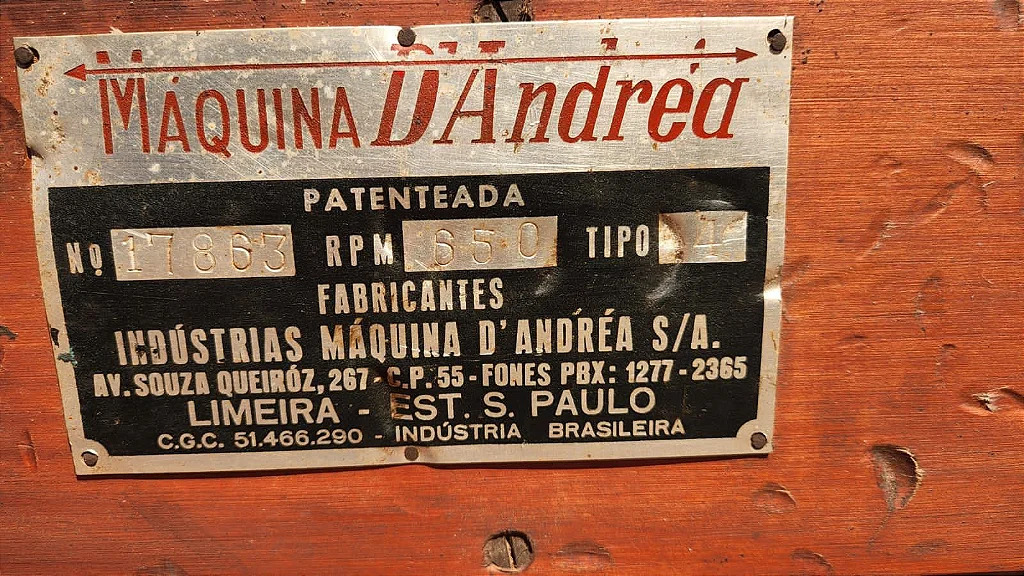 MÁQUINA D'Andréa
PATENTEADA
Nº 17863 RPM 650 TIPO 1
FABRICANTES
INDÚSTRIAS MÁQUINA D'ANDRÉA S/A.
AV. SOUZA QUEIRÓZ, 267 - C.P. 55 - FONES PBX: 1277 - 2365
LIMEIRA - EST. S. PAULO
C.G.C. 51.466.290 - INDÚSTRIA BRASILEIRA